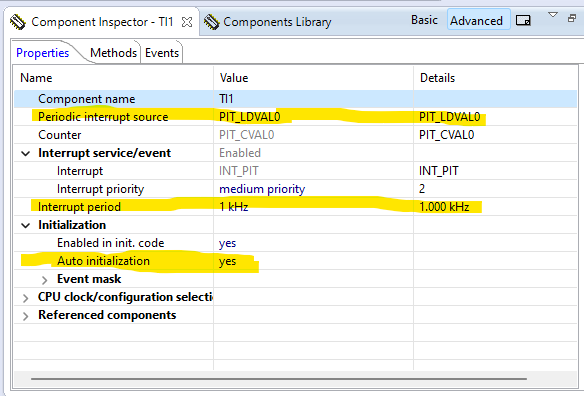 Component Inspector - TI1 Components Library Basic Advanced
Properties Methods Events
Name Value Details
Component name TI1
Periodic interrupt source PIT_LDVAL0 PIT_LDVAL0
Counter PIT_CVAL0 PIT_CVAL0
Interrupt service/event Enabled
Interrupt INT_PIT INT_PIT
Interrupt priority medium priority 2
Interrupt period 1 kHz 1.000 kHz
Initialization
Enabled in init. code yes
Auto initialization yes
Event mask
CPU clock/configuration selecti
Referenced components